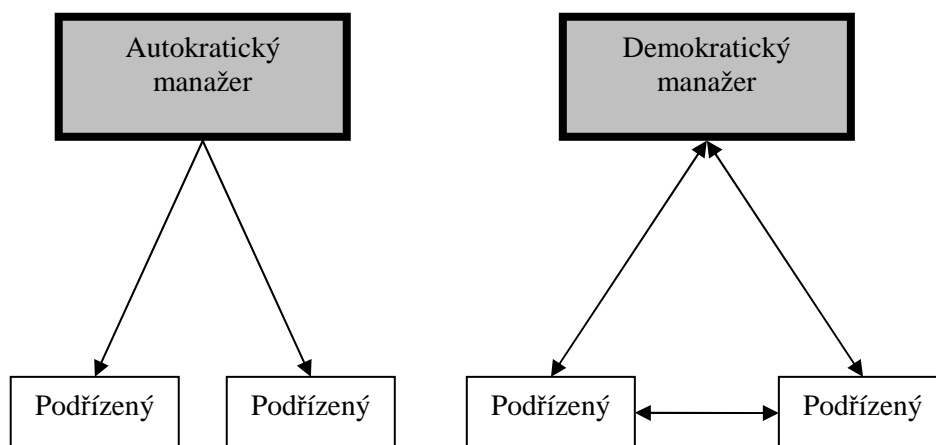 Autokratický
manažer
Demokratický
manažer
Podřízený
Podřízený
Podřízený
Podřízený